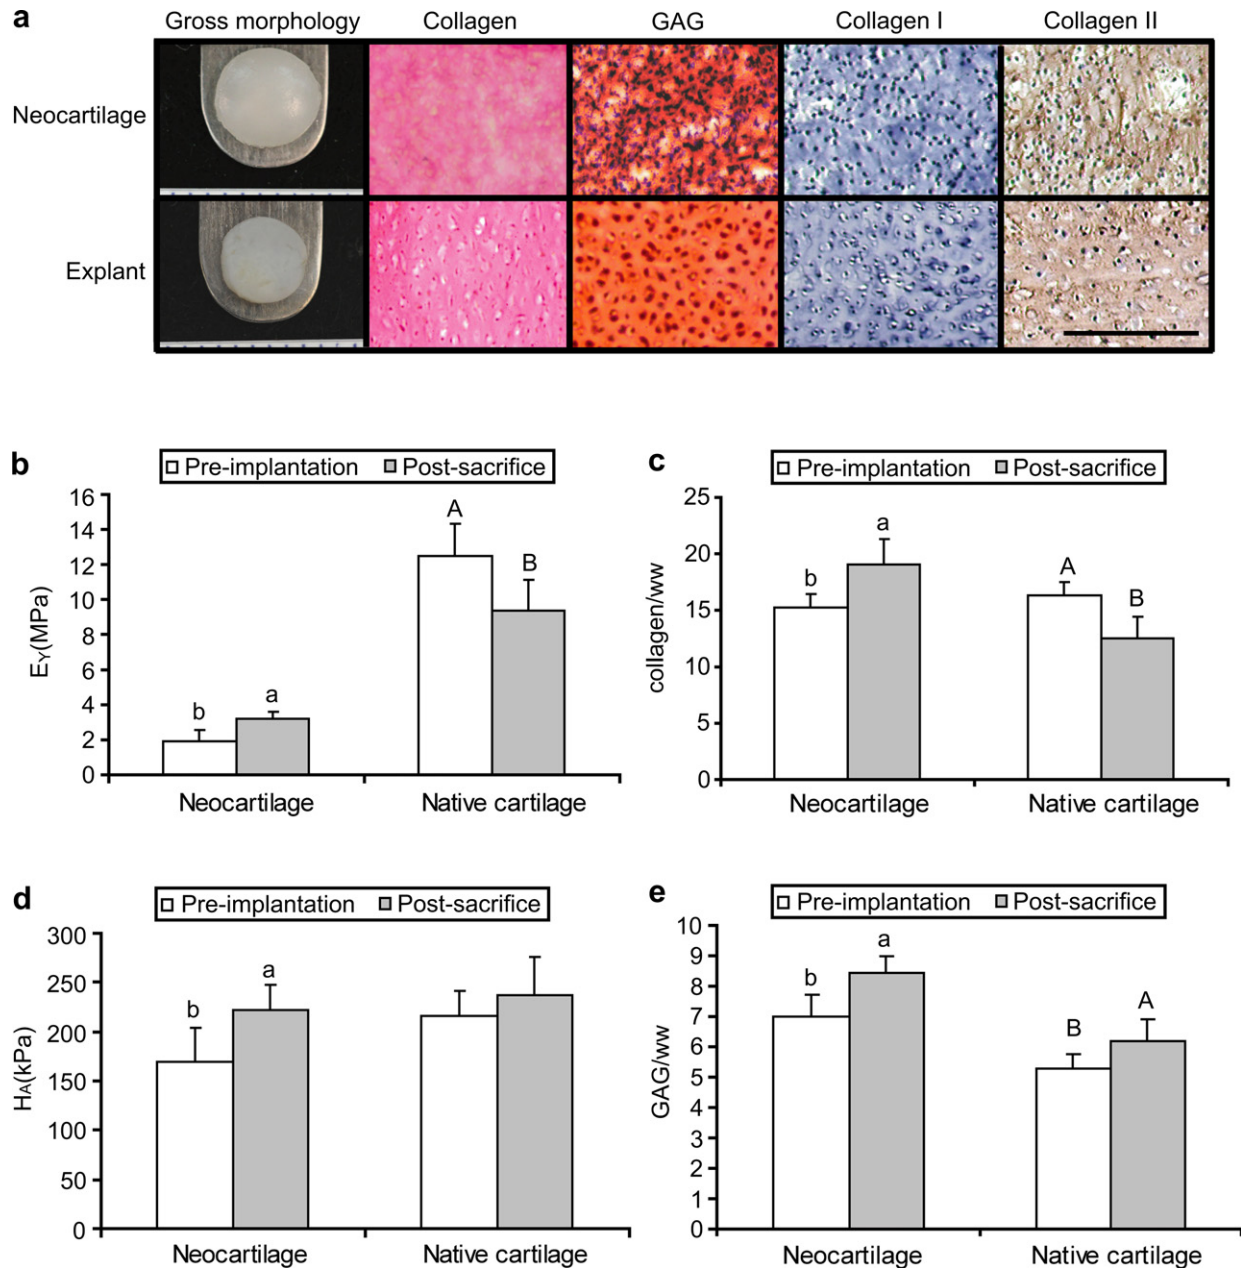 a Gross morphology Collagen GAG Collagen I Collagen II
Neocartilage
Explant
b
Pre-implantation Post-sacrifice
16
14
12
10
8
6
4
2
0
EY(MPa)
b a A B
Neocartilage Native cartilage
c
Pre-implantation Post-sacrifice
25
20
15
10
5
0
collagen/ww
b a A B
Neocartilage Native cartilage
d
Pre-implantation Post-sacrifice
300
250
200
150
100
50
0
HA(kPa)
b a
Neocartilage Native cartilage
e
Pre-implantation Post-sacrifice
10
9
8
7
6
5
4
3
2
1
0
GAG/ww
b a B A
Neocartilage Native cartilage